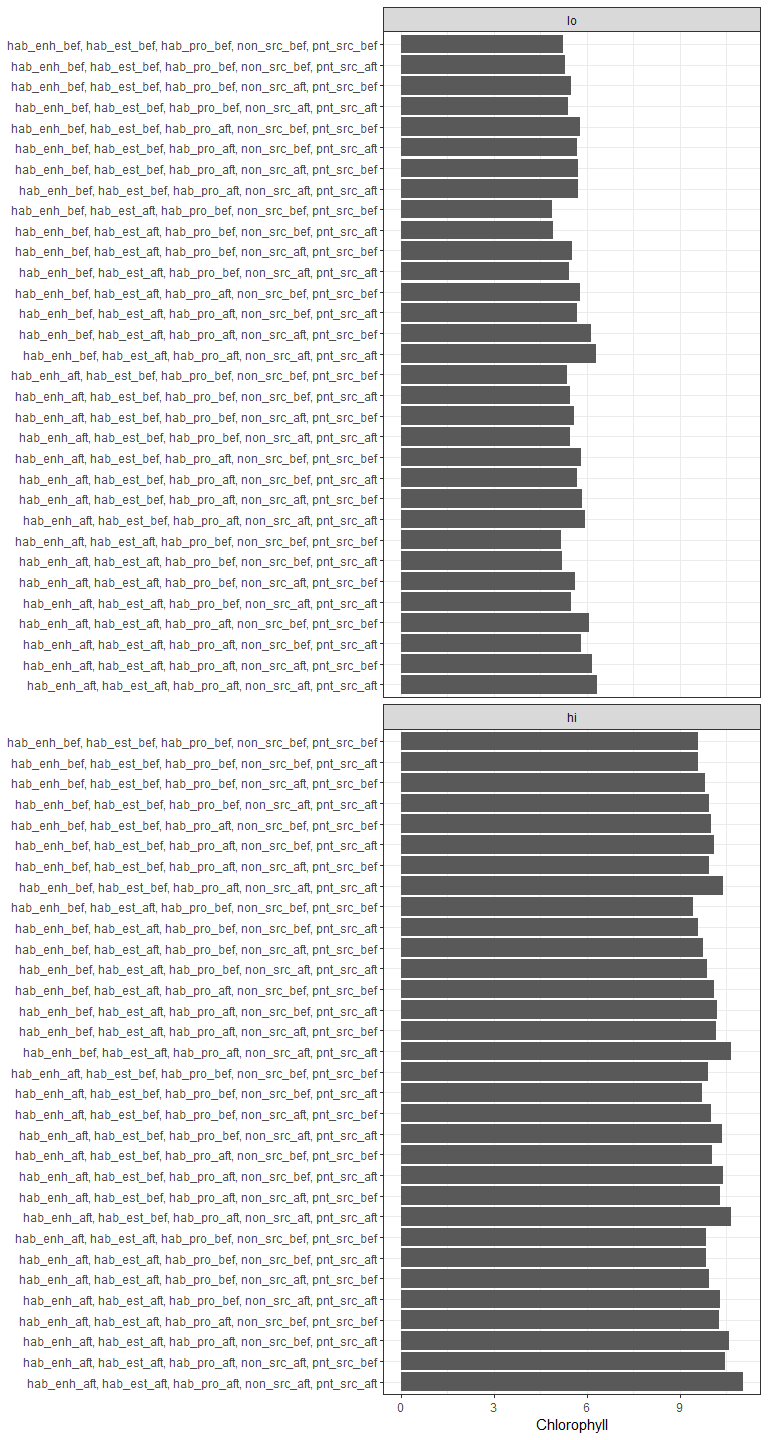 lo
hab_enh_bef, hab_est_bef, hab_pro_bef, non_src_bef, pnt_src_bef
hab_enh_bef, hab_est_bef, hab_pro_bef, non_src_bef, pnt_src_aft
hab_enh_bef, hab_est_bef, hab_pro_bef, non_src_aft, pnt_src_bef
hab_enh_bef, hab_est_bef, hab_pro_bef, non_src_aft, pnt_src_aft
hab_enh_bef, hab_est_bef, hab_pro_aft, non_src_bef, pnt_src_bef
hab_enh_bef, hab_est_bef, hab_pro_aft, non_src_bef, pnt_src_aft
hab_enh_bef, hab_est_bef, hab_pro_aft, non_src_aft, pnt_src_bef
hab_enh_bef, hab_est_bef, hab_pro_aft, non_src_aft, pnt_src_aft
hab_enh_bef, hab_est_aft, hab_pro_bef, non_src_bef, pnt_src_bef
hab_enh_bef, hab_est_aft, hab_pro_bef, non_src_bef, pnt_src_aft
hab_enh_bef, hab_est_aft, hab_pro_bef, non_src_aft, pnt_src_bef
hab_enh_bef, hab_est_aft, hab_pro_bef, non_src_aft, pnt_src_aft
hab_enh_bef, hab_est_aft, hab_pro_aft, non_src_bef, pnt_src_bef
hab_enh_bef, hab_est_aft, hab_pro_aft, non_src_bef, pnt_src_aft
hab_enh_bef, hab_est_aft, hab_pro_aft, non_src_aft, pnt_src_bef
hab_enh_bef, hab_est_aft, hab_pro_aft, non_src_aft, pnt_src_aft
hab_enh_aft, hab_est_bef, hab_pro_bef, non_src_bef, pnt_src_bef
hab_enh_aft, hab_est_bef, hab_pro_bef, non_src_bef, pnt_src_aft
hab_enh_aft, hab_est_bef, hab_pro_bef, non_src_aft, pnt_src_bef
hab_enh_aft, hab_est_bef, hab_pro_bef, non_src_aft, pnt_src_aft
hab_enh_aft, hab_est_bef, hab_pro_aft, non_src_bef, pnt_src_bef
hab_enh_aft, hab_est_bef, hab_pro_aft, non_src_bef, pnt_src_aft
hab_enh_aft, hab_est_bef, hab_pro_aft, non_src_aft, pnt_src_bef
hab_enh_aft, hab_est_bef, hab_pro_aft, non_src_aft, pnt_src_aft
hab_enh_aft, hab_est_aft, hab_pro_bef, non_src_bef, pnt_src_bef
hab_enh_aft, hab_est_aft, hab_pro_bef, non_src_bef, pnt_src_aft
hab_enh_aft, hab_est_aft, hab_pro_bef, non_src_aft, pnt_src_bef
hab_enh_aft, hab_est_aft, hab_pro_bef, non_src_aft, pnt_src_aft
hab_enh_aft, hab_est_aft, hab_pro_aft, non_src_bef, pnt_src_bef
hab_enh_aft, hab_est_aft, hab_pro_aft, non_src_bef, pnt_src_aft
hab_enh_aft, hab_est_aft, hab_pro_aft, non_src_aft, pnt_src_bef
hab_enh_aft, hab_est_aft, hab_pro_aft, non_src_aft, pnt_src_aft
hi
hab_enh_bef, hab_est_bef, hab_pro_bef, non_src_bef, pnt_src_bef
hab_enh_bef, hab_est_bef, hab_pro_bef, non_src_bef, pnt_src_aft
hab_enh_bef, hab_est_bef, hab_pro_bef, non_src_aft, pnt_src_bef
hab_enh_bef, hab_est_bef, hab_pro_bef, non_src_aft, pnt_src_aft
hab_enh_bef, hab_est_bef, hab_pro_aft, non_src_bef, pnt_src_bef
hab_enh_bef, hab_est_bef, hab_pro_aft, non_src_bef, pnt_src_aft
hab_enh_bef, hab_est_bef, hab_pro_aft, non_src_aft, pnt_src_bef
hab_enh_bef, hab_est_bef, hab_pro_aft, non_src_aft, pnt_src_aft
hab_enh_bef, hab_est_aft, hab_pro_bef, non_src_bef, pnt_src_bef
hab_enh_bef, hab_est_aft, hab_pro_bef, non_src_bef, pnt_src_aft
hab_enh_bef, hab_est_aft, hab_pro_bef, non_src_aft, pnt_src_bef
hab_enh_bef, hab_est_aft, hab_pro_bef, non_src_aft, pnt_src_aft
hab_enh_bef, hab_est_aft, hab_pro_aft, non_src_bef, pnt_src_bef
hab_enh_bef, hab_est_aft, hab_pro_aft, non_src_bef, pnt_src_aft
hab_enh_bef, hab_est_aft, hab_pro_aft, non_src_aft, pnt_src_bef
hab_enh_bef, hab_est_aft, hab_pro_aft, non_src_aft, pnt_src_aft
hab_enh_aft, hab_est_bef, hab_pro_bef, non_src_bef, pnt_src_bef
hab_enh_aft, hab_est_bef, hab_pro_bef, non_src_bef, pnt_src_aft
hab_enh_aft, hab_est_bef, hab_pro_bef, non_src_aft, pnt_src_bef
hab_enh_aft, hab_est_bef, hab_pro_bef, non_src_aft, pnt_src_aft
hab_enh_aft, hab_est_bef, hab_pro_aft, non_src_bef, pnt_src_bef
hab_enh_aft, hab_est_bef, hab_pro_aft, non_src_bef, pnt_src_aft
hab_enh_aft, hab_est_bef, hab_pro_aft, non_src_aft, pnt_src_bef
hab_enh_aft, hab_est_bef, hab_pro_aft, non_src_aft, pnt_src_aft
hab_enh_aft, hab_est_aft, hab_pro_bef, non_src_bef, pnt_src_bef
hab_enh_aft, hab_est_aft, hab_pro_bef, non_src_bef, pnt_src_aft
hab_enh_aft, hab_est_aft, hab_pro_bef, non_src_aft, pnt_src_bef
hab_enh_aft, hab_est_aft, hab_pro_bef, non_src_aft, pnt_src_aft
hab_enh_aft, hab_est_aft, hab_pro_aft, non_src_bef, pnt_src_bef
hab_enh_aft, hab_est_aft, hab_pro_aft, non_src_bef, pnt_src_aft
hab_enh_aft, hab_est_aft, hab_pro_aft, non_src_aft, pnt_src_bef
hab_enh_aft, hab_est_aft, hab_pro_aft, non_src_aft, pnt_src_aft
0 3 6 9
Chlorophyll